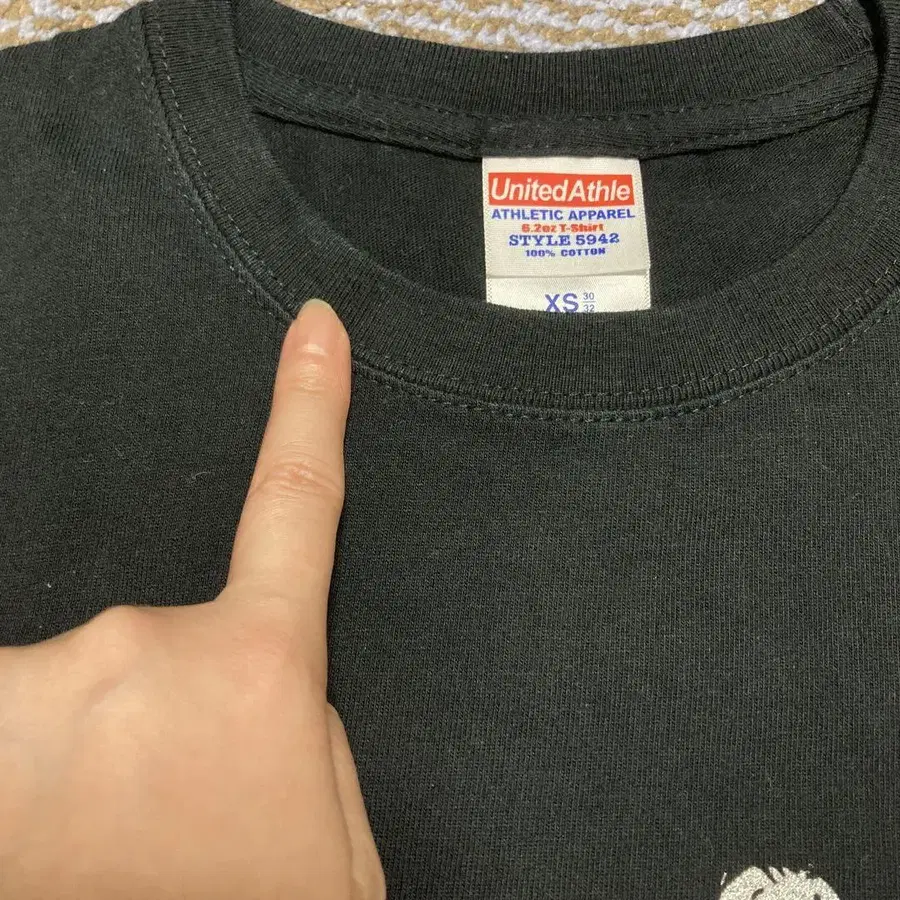 UnitedAthle
ATHLETIC APPAREL
6.2oz T-Shirt
STYLE 5942
100% COTTON
XS 30
32